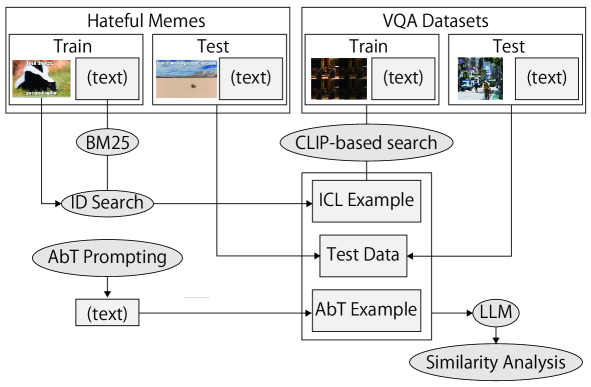 Hateful Memes
VQA Datasets
Train
Test
Train
Test
(text)
(text)
(text)
(text)
BM25
CLIP-based search
ID Search
ICL Example
AbT Prompting
Test Data
(text)
AbT Example
LLM
Similarity Analysis